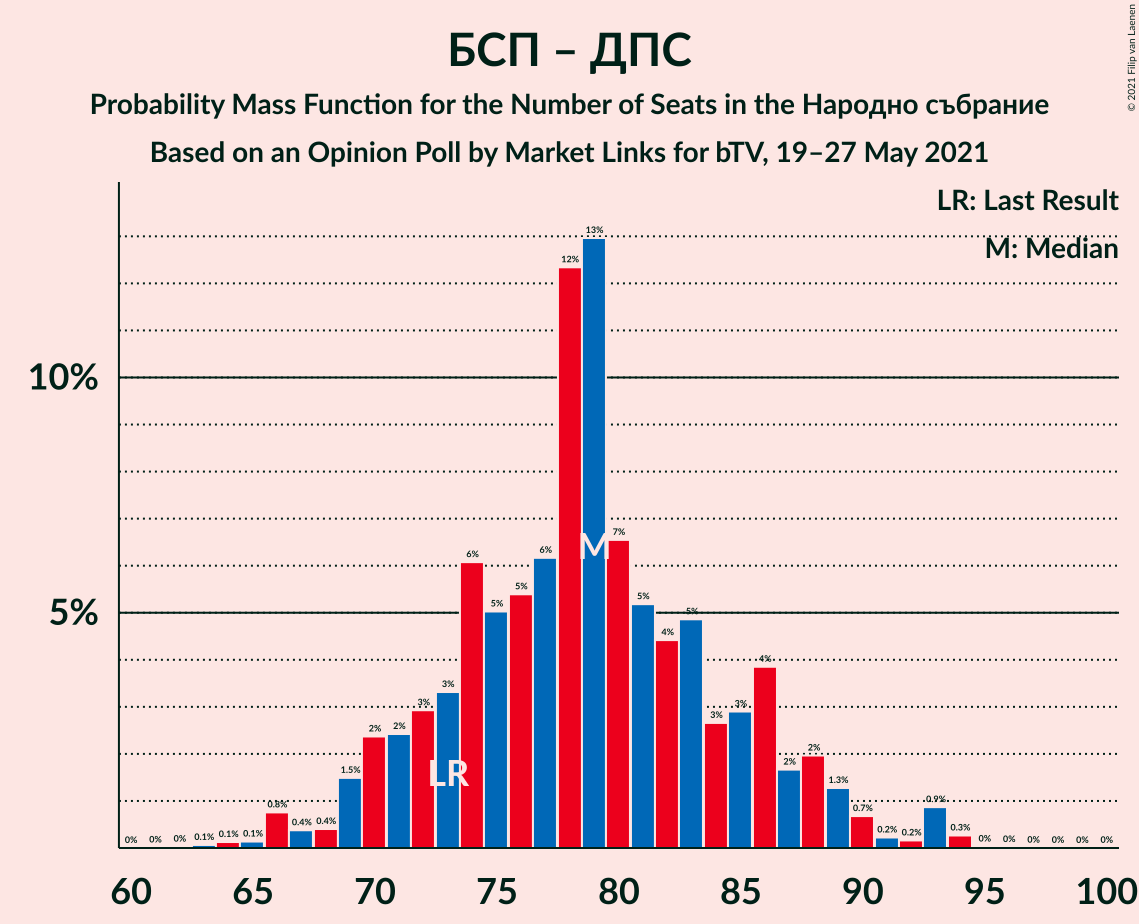 БСП – ДПС
Probability Mass Function for the Number of Seats in the Народно събрание
Based on an Opinion Poll by Market Links for bTV, 19–27 May 2021
© 2021 Filip van Laenen
LR: Last Result
M: Median
10%
5%
0% 0% 0% 0.1% 0.1% 0.1% 0.8% 0.4% 0.4% 1.5% 2% 2% 3% 3% 6% 5% 5% 6% 12% 13% 7% 5% 4% 5% 3% 3% 4% 2% 2% 1.3% 0.7% 0.2% 0.2% 0.9% 0.3% 0% 0% 0% 0% 0% 0%
LR
M
60 65 70 75 80 85 90 95 100